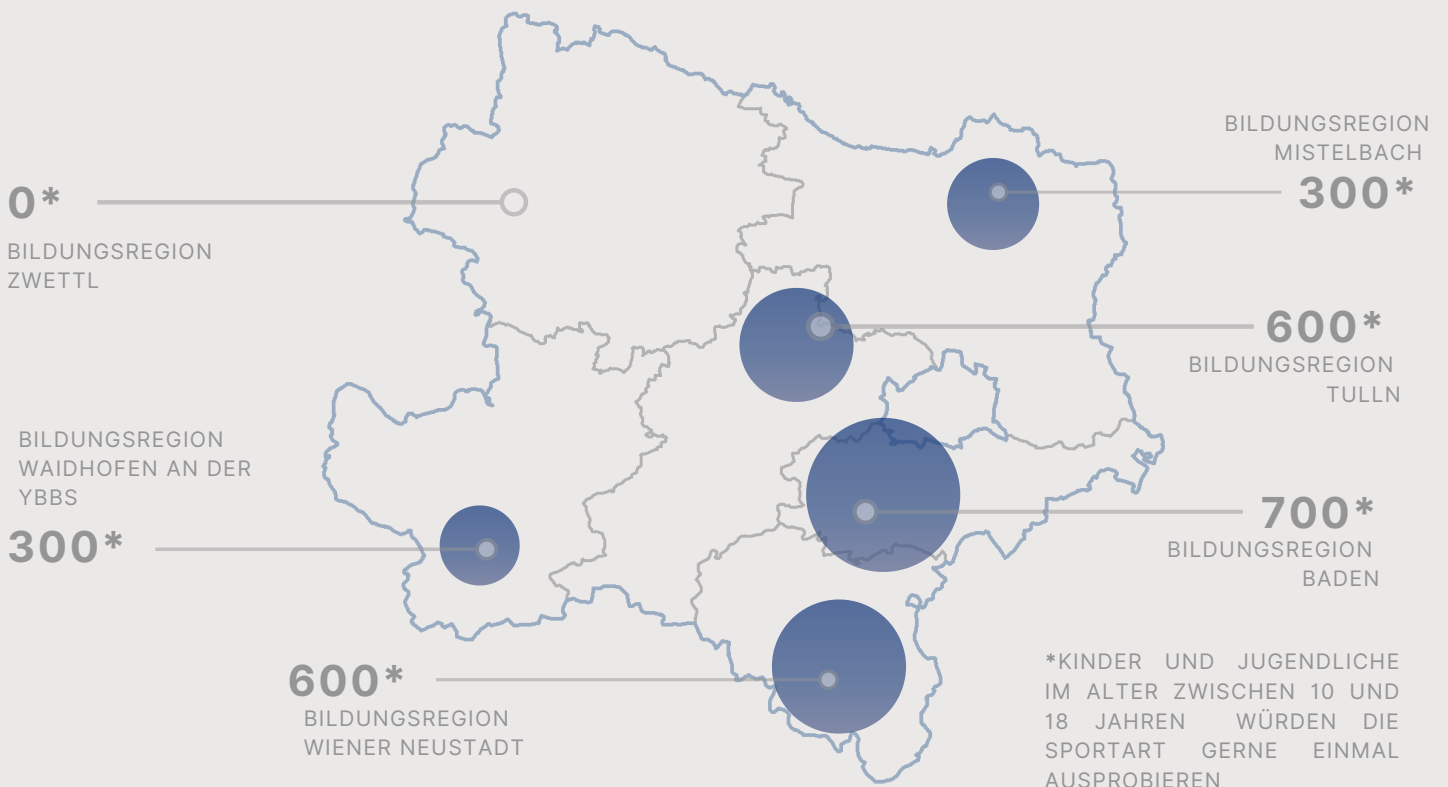 0*
BILDUNGSREGION
ZWETTL
BILDUNGSREGION
WAIDHOFEN AN DER
YBBS
300*
600*
BILDUNGSREGION
WIENER NEUSTADT
BILDUNGSREGION
MISTELBACH
300*
600*
BILDUNGSREGION
TULLN
700*
BILDUNGSREGION
BADEN
*KINDER UND JUGENDLICHE
IM ALTER ZWISCHEN 10 UND
18 JAHREN WÜRDEN DIE
SPORTART GERNE EINMAL
AUSPROBIEREN